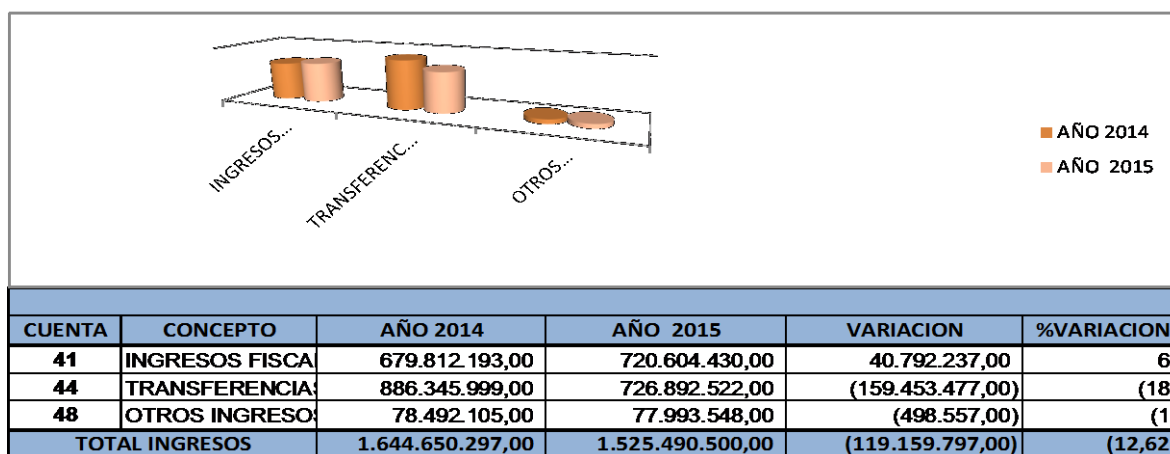 INGRESOS...
TRANSFERENC...
OTROS...
AÑO 2014
AÑO 2015
CUENTA CONCEPTO AÑO 2014 AÑO 2015 VARIACION %VARIACION
41 INGRESOS FISCA 679.812.193,00 720.604.430,00 40.792.237,00 6
44 TRANSFERENCIAS 886.345.999,00 726.892.522,00 (159.453.477,00) (18
48 OTROS INGRESOS 78.492.105,00 77.993.548,00 (498.557,00) (1
TOTAL INGRESOS 1.644.650.297,00 1.525.490.500,00 (119.159.797,00) (12,62